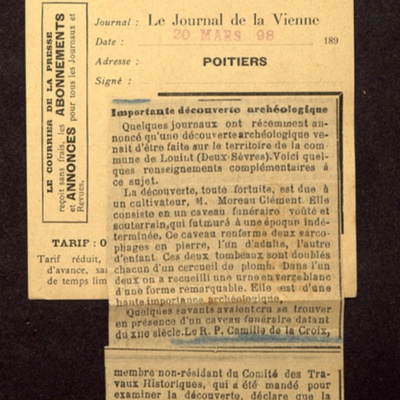 Journal : Le Journal de la Vienne
Date : 20 MARS 98 189
Adresse : POITIERS
Signé :
LE COURRIER DE LA PRESSE
reçoit sans frais, les ABONNEMENTS
et ANNONCES pour tous les Journaux et
Revues.
TARIF : 0
Tarif réduit,
d'avance, sa
de temps lim
Importante découverte archéologique
Quelques journaux ont récemment an-
noncé qu'une découverte archéologique ve-
nait d'être faite sur le territoire de la com-
mune de Louint (Deux-Sèvres). Voici quel-
ques renseignements complémentaires à
ce sujet.
La découverte, toute fortuite, est due à
un cultivateur, M. Moreau Clément. Elle
consiste en un caveau funéraire voûté et
souterrain, qui fut muré à une époque indé-
terminée. Ce caveau renferme deux sarco-
phages en pierre, l'un d'adulte, l'autre
d'enfant. Ces deux tombeaux sont doublés
chacun d'un cercueil de plomb. Dans l'un
des deux on a recueilli une urne en verre blanc
d'une forme remarquable. Elle est d'une
haute importance archéologique.
Quelques savants avaient cru se trouver
en présence d'un caveau funéraire datant
du xiie siècle. Le R. P. Camille de la Croix,
membre non-résident du Comité des Tra-
vaux Historiques, qui a été mandé pour
examiner la découverte, déclare que la